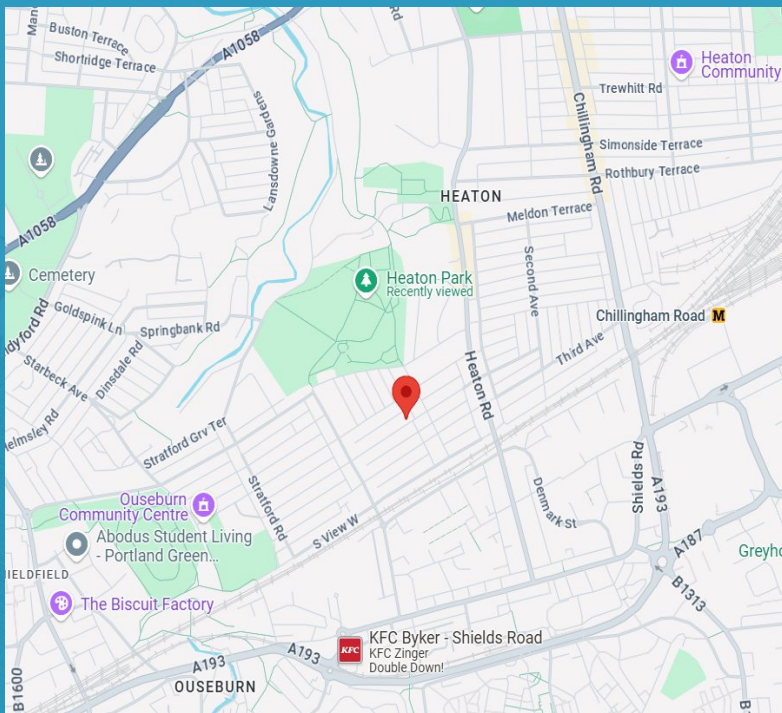 Buston Terrace
Shortridge Terrace
A1058
Rd
Lansdowne Gardens
Chillingham Rd
Heaton
Community
Trewhitt Rd
Simonside Terrace
Rothbury Terrace
HEATON
Meldon Terrace
A1058
Cemetery
Heaton Park
Recently viewed
Second Ave
Chillingham Road
M
Goldspink Ln
Springbank Rd
Dinsdale Rd
Starbeck Ave
Heaton Rd
Third Ave
Stratford Grv Ter
Stratford Rd
Ouseburn
Community Centre
S View W
Denmark St
Shields Rd
A193
Abodus Student Living
- Portland Green...
A187
The Biscuit Factory
B1313
KFC
KFC Byker - Shields Road
KFC Zinger
Double Down!
A193
A193
OUSEBURN
B1600